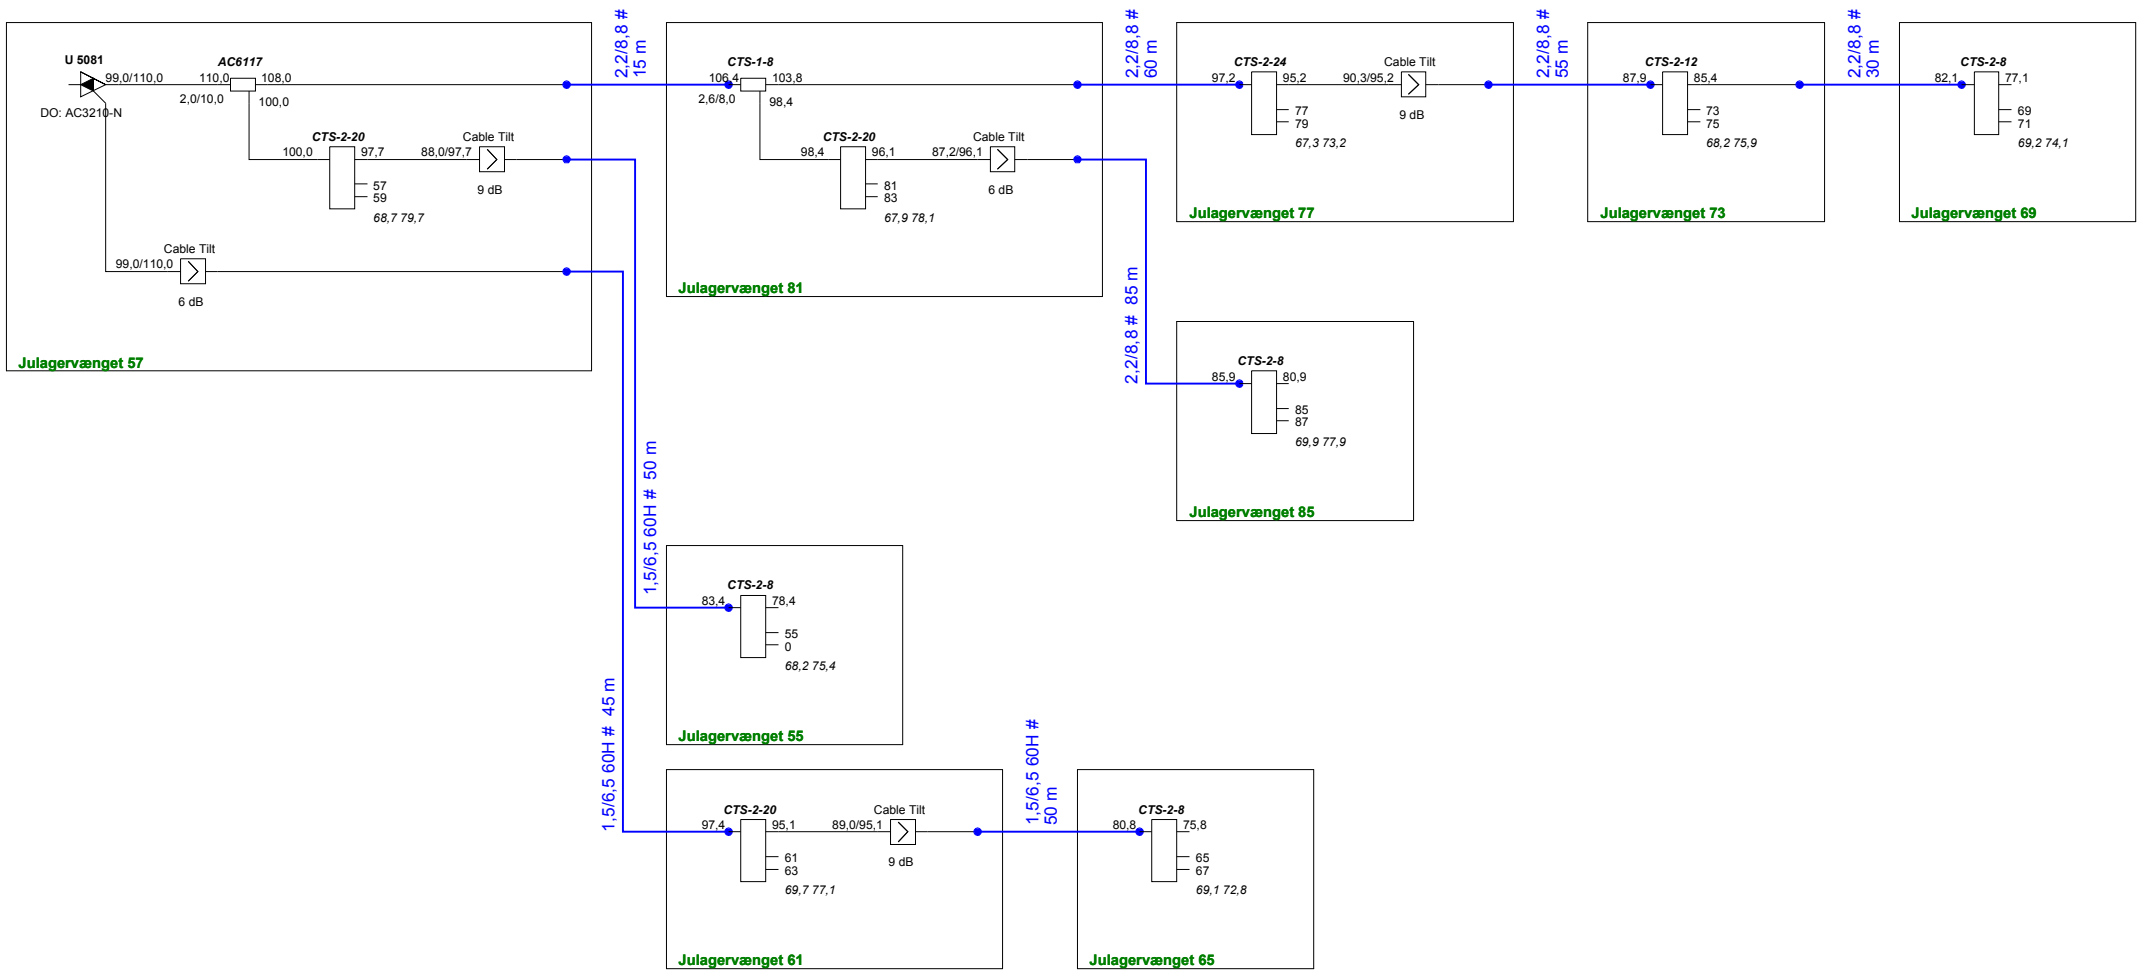 U 5081
99,0/110,0
DO: AC3210-N
AC6117
110,0
108,0
2,0/10,0
100,0
CTS-2-20
100,0
97,7
57
59
68,7 79,7
Cable Tilt
88,0/97,7
9 dB
Cable Tilt
99,0/110,0
6 dB
Julagervænget 57
2,2/8,8 #
15 m
CTS-1-8
106,4
103,8
2,6/8,0
98,4
CTS-2-20
98,4
96,1
81
83
67,9 78,1
Cable Tilt
87,2/96,1
6 dB
Julagervænget 81
2,2/8,8 #
60 m
CTS-2-24
97,2
95,2
77
79
67,3 73,2
Cable Tilt
90,3/95,2
9 dB
Julagervænget 77
2,2/8,8 #
55 m
CTS-2-12
87,9
85,4
73
75
68,2 75,9
Julagervænget 73
2,2/8,8 #
30 m
CTS-2-8
82,1
77,1
69
71
69,2 74,1
Julagervænget 69
2,2/8,8 # 85 m
CTS-2-8
85,9
80,9
85
87
69,9 77,9
Julagervænget 85
1,5/6,5 60H # 50 m
CTS-2-8
83,4
78,4
55
0
68,2 75,4
Julagervænget 55
1,5/6,5 60H # 45 m
CTS-2-20
97,4
95,1
61
63
69,7 77,1
Cable Tilt
89,0/95,1
9 dB
Julagervænget 61
1,5/6,5 60H #
50 m
CTS-2-8
80,8
75,8
65
67
69,1 72,8
Julagervænget 65